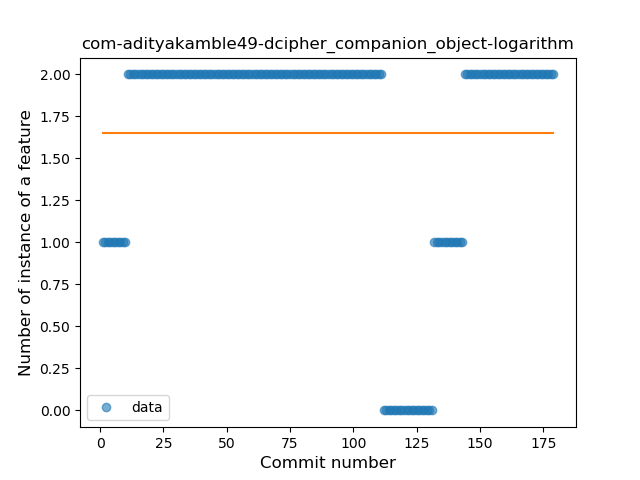 com-adityakamble49-dcipher_companion_object-logarithm
Number of instance of a feature
2.00
1.75
1.50
1.25
1.00
0.75
0.50
0.25
0.00
data
0 25 50 75 100 125 150 175
Commit number